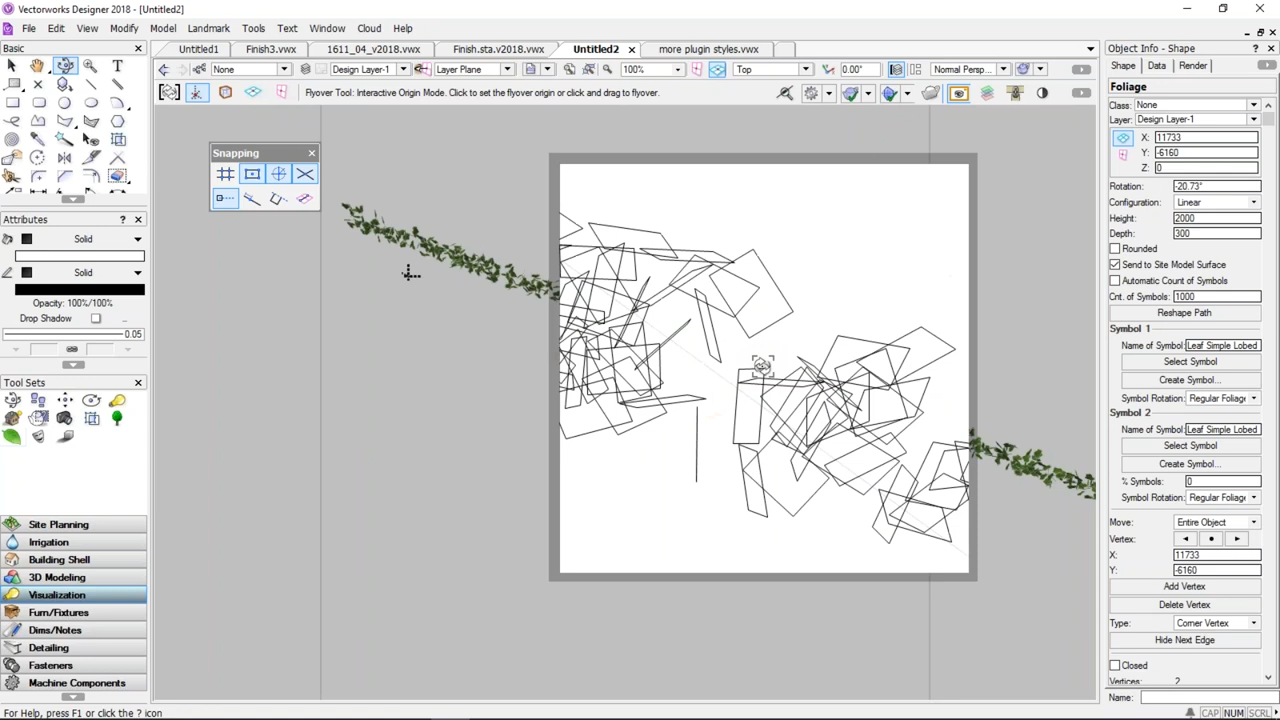 Vectorworks Designer 2018 - [Untitled2]
File Edit View Modify Model Landmark Tools Text Window Cloud Help
Basic
Untitled1 Finish3.vwx 1611_04_v2018.vwx Finish.sta.v2018.vwx Untitled2 more plugin styles.vwx
Object Info - Shape
None Design Layer-1 Layer Plane 100% Top 0.00° Normal Persp...
Shape Data Render
Flyover Tool: Interactive Origin Mode. Click to set the flyover origin or click and drag to flyover.
Foliage
Class: None
Layer: Design Layer-1
X: 11733
Y: -6160
Z: 0
Snapping
Rotation: -20.73°
Configuration: Linear
Height: 2000
Depth: 300
Rounded
Send to Site Model Surface
Automatic Count of Symbols
Cnt. of Symbols: 1000
Reshape Path
Symbol 1
Name of Symbol: Leaf Simple Lobed
Select Symbol
Create Symbol...
Symbol Rotation: Regular Foliage
Symbol 2
Name of Symbol: Leaf Simple Lobed
Select Symbol
Create Symbol...
% Symbols: 0
Symbol Rotation: Regular Foliage
Move: Entire Object
Vertex:
X: 11733
Y: -6160
Add Vertex
Delete Vertex
Type: Corner Vertex
Hide Next Edge
Closed
Vertices: 2
Name:
Attributes
Solid
Solid
Opacity: 100%/100%
Drop Shadow
0.05
Tool Sets
Site Planning
Irrigation
Building Shell
3D Modeling
Visualization
Furn/Fixtures
Dims/Notes
Detailing
Fasteners
Machine Components
For Help, press F1 or click the ? icon
CAP NUM SCRL